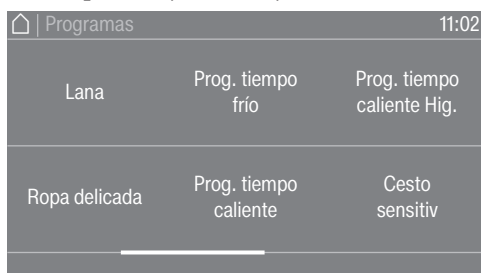 Programas 11:02
Lana
Prog. tiempo
frío
Prog. tiempo
caliente Hig.
Ropa delicada
Prog. tiempo
caliente
Cesto
sensitiv